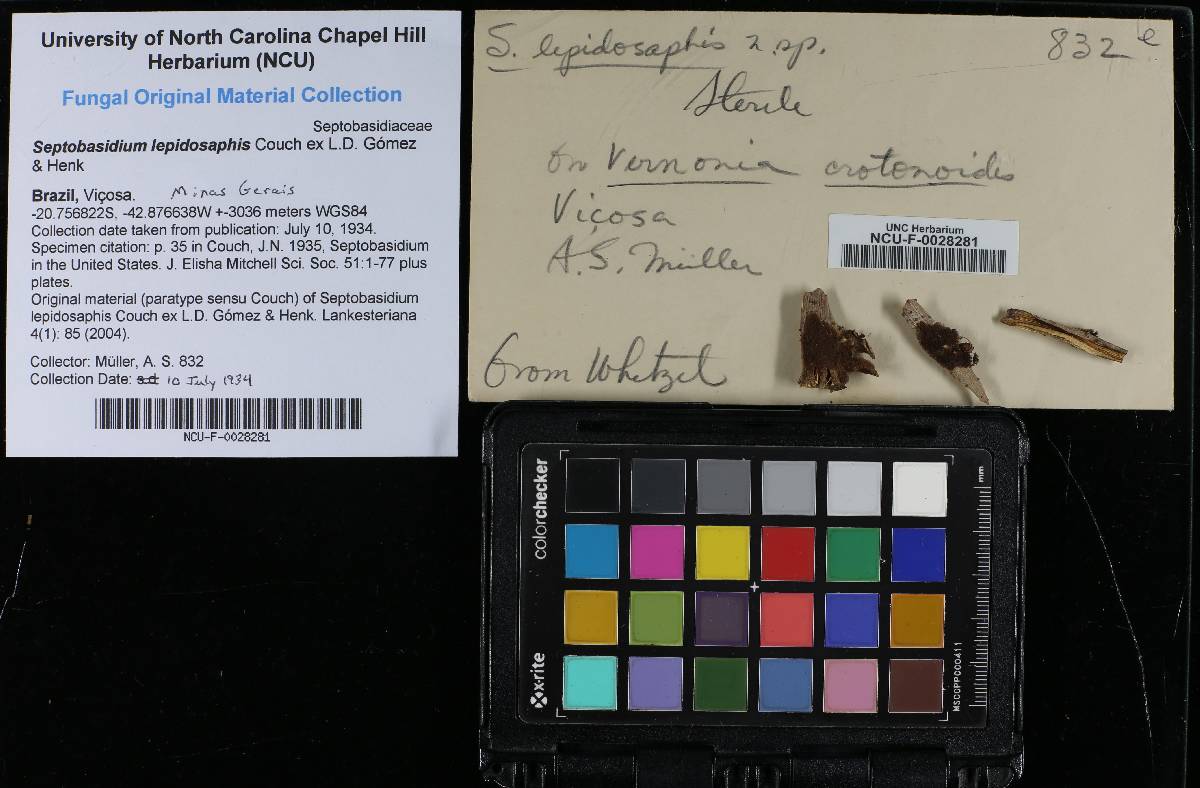 University of North Carolina Chapel Hill
Herbarium (NCU)
Fungal Original Material Collection
Septobasidiaceae
Septobasidium lepidosaphis Couch ex L.D. Gómez
& Henk
Brazil, Viçosa. Minas Gerais
-20.756822S, -42.876638W +-3036 meters WGS84
Collection date taken from publication: July 10, 1934.
Specimen citation: p. 35 in Couch, J.N. 1935, Septobasidium
in the United States. J. Elisha Mitchell Sci. Soc. 51:1-77 plus
plates.
Original material (paratype sensu Couch) of Septobasidium
lepidosaphis Couch ex L.D. Gómez & Henk. Lankesteriana
4(1): 85 (2004).
Collector: Müller, A. S. 832
Collection Date: s.d. 10 July 1934
NCU-F-0028281
S. lepidosaphis n.sp. 832 e
Sterile
On Vernonia crotonoides
Viçosa
A.S. Müller
From Whetzel
UNC Herbarium
NCU-F-0028281
colorchecker
x-rite
mm
MSCCPPC00411